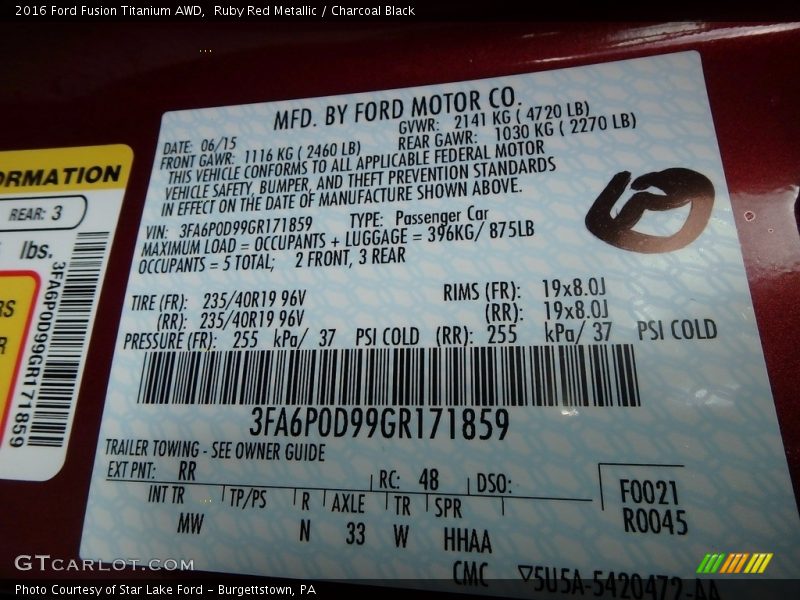 2016 Ford Fusion Titanium AWD,  Ruby Red Metallic / Charcoal Black
ORMATION
REAR: 3
lbs.
RS
R
3FA6P0D99GR171859
MFD. BY FORD MOTOR CO.
DATE: 06/15 GVWR: 2141 KG ( 4720 LB)
FRONT GAWR: 1116 KG ( 2460 LB) REAR GAWR: 1030 KG ( 2270 LB)
THIS VEHICLE CONFORMS TO ALL APPLICABLE FEDERAL MOTOR
VEHICLE SAFETY, BUMPER, AND THEFT PREVENTION STANDARDS
IN EFFECT ON THE DATE OF MANUFACTURE SHOWN ABOVE.
VIN: 3FA6P0D99GR171859 TYPE: Passenger Car
MAXIMUM LOAD = OCCUPANTS + LUGGAGE = 396KG/ 875LB
OCCUPANTS = 5 TOTAL; 2 FRONT, 3 REAR
TIRE (FR): 235/40R19 96V RIMS (FR): 19x8.0J
(RR): 235/40R19 96V (RR): 19x8.0J
PRESSURE (FR): 255 kPa/ 37 PSI COLD (RR): 255 kPa/ 37 PSI COLD
3FA6P0D99GR171859
TRAILER TOWING - SEE OWNER GUIDE
EXT PNT: RR RC: 48 DSO:
INT TR TP/PS R AXLE TR SPR
MW N 33 W HHAA
CMC
F0021
R0045
▽5U5A-5420472-AA
GTCARLOT.COM
Photo Courtesy of Star Lake Ford – Burgettstown, PA